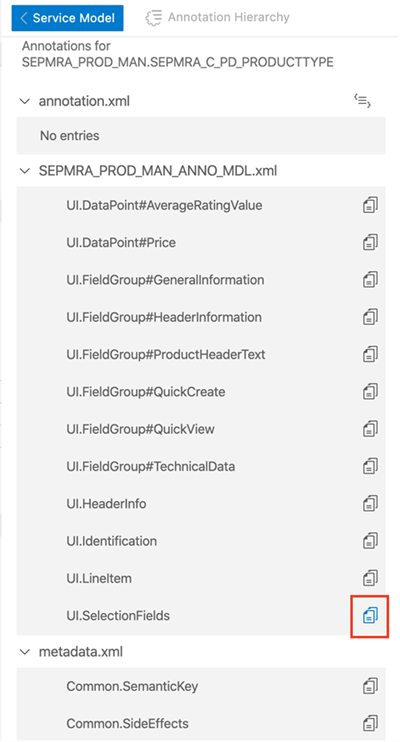 Service Model
Annotation Hierarchy
Annotations for
SEPMRA_PROD_MAN.SEPMRA_C_PD_PRODUCTTYPE
annotation.xml
No entries
SEPMRA_PROD_MAN_ANNO_MDL.xml
UI.DataPoint#AverageRatingValue
UI.DataPoint#Price
UI.FieldGroup#GeneralInformation
UI.FieldGroup#HeaderInformation
UI.FieldGroup#ProductHeaderText
UI.FieldGroup#QuickCreate
UI.FieldGroup#QuickView
UI.FieldGroup#TechnicalData
UI.HeaderInfo
UI.Identification
UI.LineItem
UI.SelectionFields
metadata.xml
Common.SemanticKey
Common.SideEffects